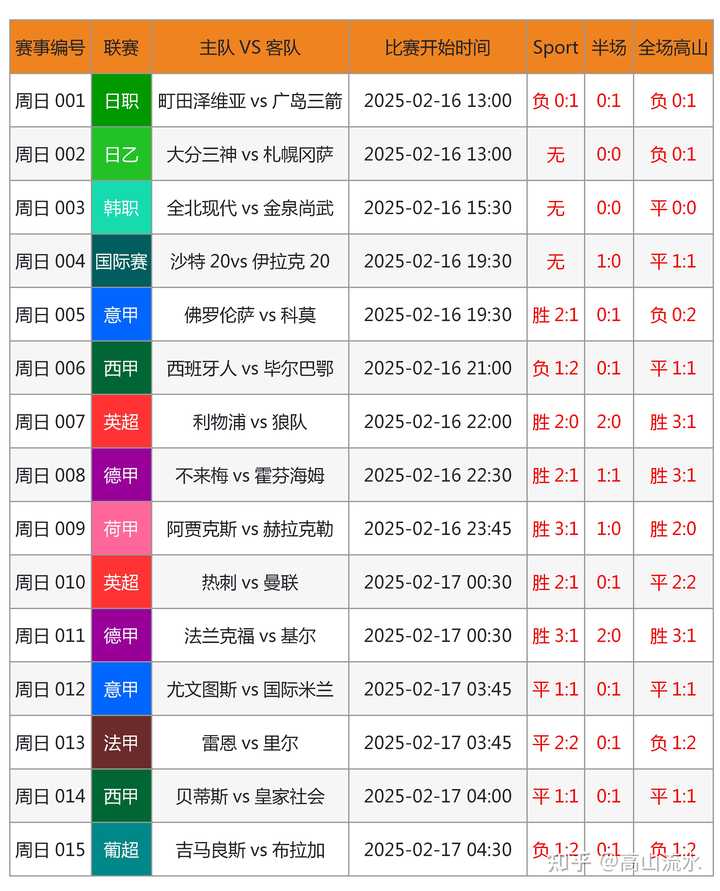 赛事编号 联赛 主队 VS 客队 比赛开始时间 Sport 半场 全场高山
周日 001 日职 町田泽维亚 vs 广岛三箭 2025-02-16 13:00 负 0:1 0:1 负 0:1
周日 002 日乙 大分三神 vs 札幌冈萨 2025-02-16 13:00 无 0:0 负 0:1
周日 003 韩职 全北现代 vs 金泉尚武 2025-02-16 15:30 无 0:0 平 0:0
周日 004 国际赛 沙特 20vs 伊拉克 20 2025-02-16 19:30 无 1:0 平 1:1
周日 005 意甲 佛罗伦萨 vs 科莫 2025-02-16 19:30 胜 2:1 0:1 负 0:2
周日 006 西甲 西班牙人 vs 毕尔巴鄂 2025-02-16 21:00 负 1:2 0:1 平 1:1
周日 007 英超 利物浦 vs 狼队 2025-02-16 22:00 胜 2:0 2:0 胜 3:1
周日 008 德甲 不来梅 vs 霍芬海姆 2025-02-16 22:30 胜 2:1 1:1 胜 3:1
周日 009 荷甲 阿贾克斯 vs 赫拉克勒 2025-02-16 23:45 胜 3:1 1:0 胜 2:0
周日 010 英超 热刺 vs 曼联 2025-02-17 00:30 胜 2:1 0:1 平 2:2
周日 011 德甲 法兰克福 vs 基尔 2025-02-17 00:30 胜 3:1 2:0 胜 3:1
周日 012 意甲 尤文图斯 vs 国际米兰 2025-02-17 03:45 平 1:1 0:1 平 1:1
周日 013 法甲 雷恩 vs 里尔 2025-02-17 03:45 平 2:2 0:1 负 1:2
周日 014 西甲 贝蒂斯 vs 皇家社会 2025-02-17 04:00 平 1:1 0:1 平 1:1
周日 015 葡超 吉马良斯 vs 布拉加 2025-02-17 04:30 负 1:2 0:1 负 1:2
知乎 @高山流水